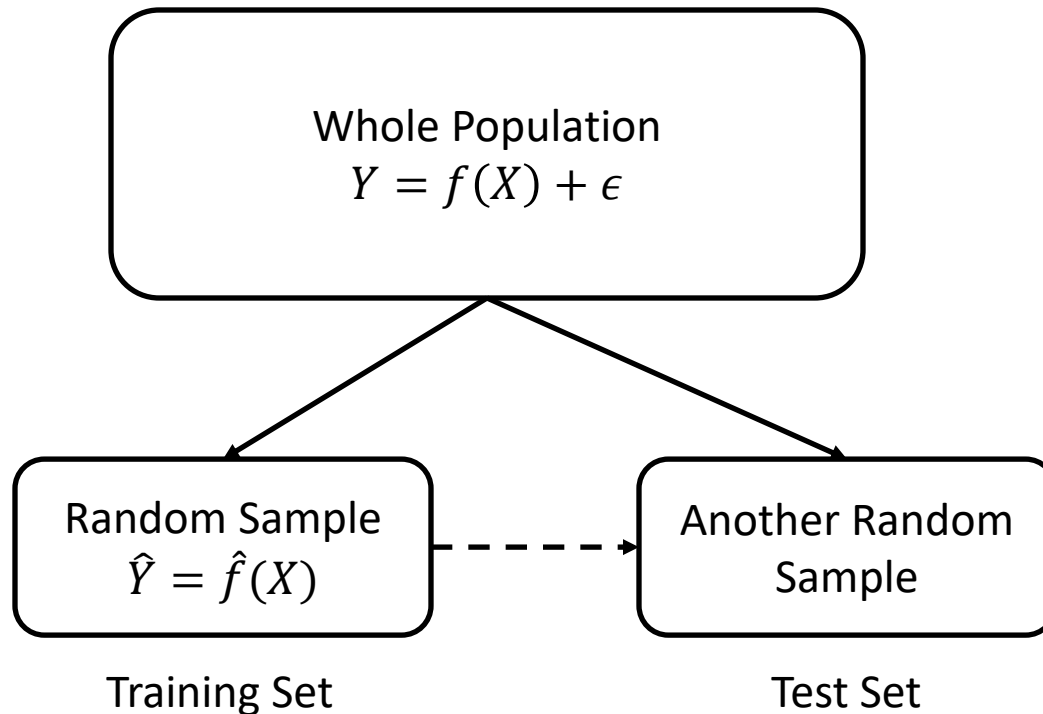 Whole Population
Y = f(X) + ϵ
Random Sample
Ŷ = f̂(X)
Another Random
Sample
Training Set
Test Set